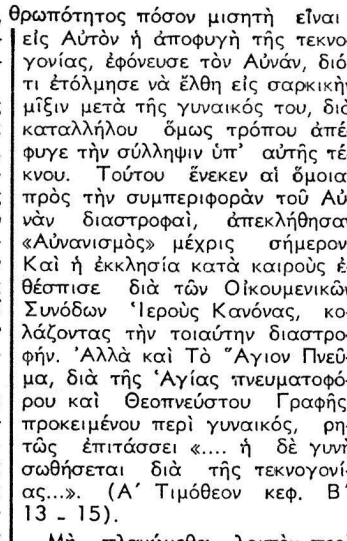 θρωπότητος πόσον μισητὴ εἶναι
εἰς Αὐτὸν ἡ ἀποφυγὴ τῆς τεκνο-
γονίας, ἐφόνευσε τὸν Αὐνάν, διό-
τι ἐτόλμησε νὰ ἔλθη εἰς σαρκικὴν
μῖξιν μετὰ τῆς γυναικός του, διὰ
καταλλήλου ὅμως τρόπου ἀπέ-
φυγε τὴν σύλληψιν ὑπ' αὐτῆς τέ-
κνου. Τούτου ἕνεκεν αἱ ὅμοιαι
πρὸς τὴν συμπεριφορὰν τοῦ Αὐ-
νὰν διαστροφαί, ἀπεκλήθησαν
«Αὐνανισμὸς» μέχρις σήμερον.
Καὶ ἡ ἐκκλησία κατὰ καιροὺς ἐ-
θέσπισε διὰ τῶν Οἰκουμενικῶν
Συνόδων Ἱεροὺς Κανόνας, κο-
λάζοντας τὴν τοιαύτην διαστρο-
φήν. Ἀλλὰ καὶ Τὸ Ἅγιον Πνεῦ-
μα, διὰ τῆς Ἁγίας πνευματοφό-
ρου καὶ Θεοπνεύστου Γραφῆς
προκειμένου περὶ γυναικός, ρη-
τῶς ἐπιτάσσει «.... ἡ δὲ γυνὴ
σωθήσεται διὰ τῆς τεκνογονί-
ας...». (Α΄ Τιμόθεον κεφ. Β΄
13 - 15).